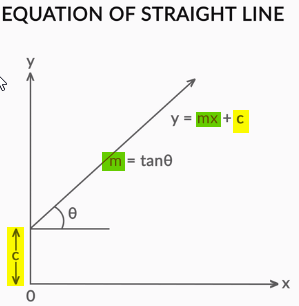 EQUATION OF STRAIGHT LINE
y
y = mx + c
m = tanθ
θ
c
0
x